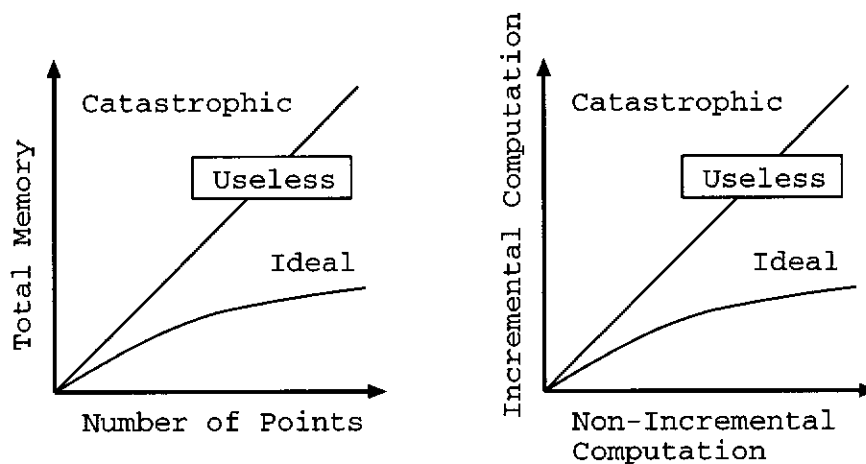 Total Memory
Catastrophic
Useless
Ideal
Number of Points
Incremental Computation
Catastrophic
Useless
Ideal
Non-Incremental
Computation